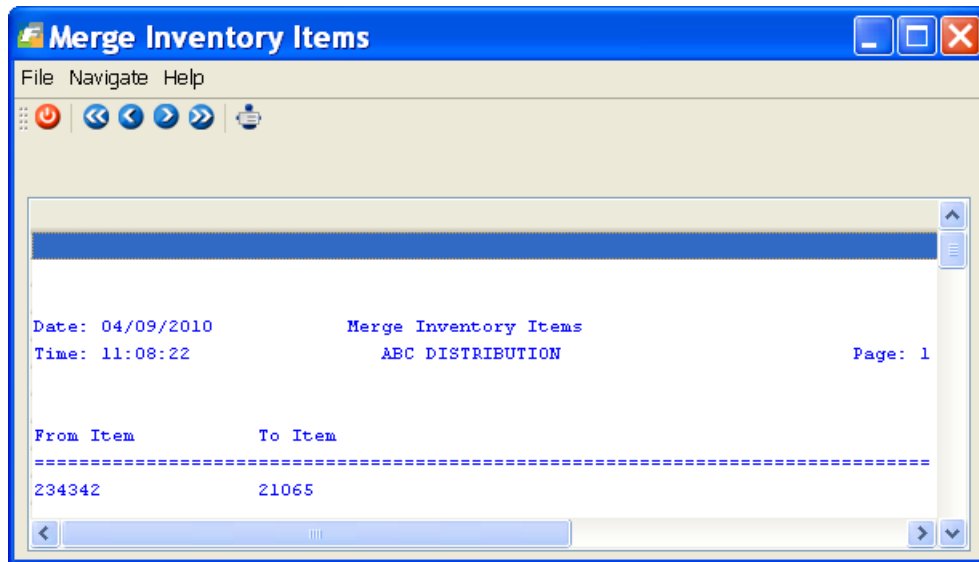 Merge Inventory Items
File Navigate Help
Date: 04/09/2010 Merge Inventory Items
Time: 11:08:22 ABC DISTRIBUTION Page: 1
From Item To Item
================================================================================
234342 21065